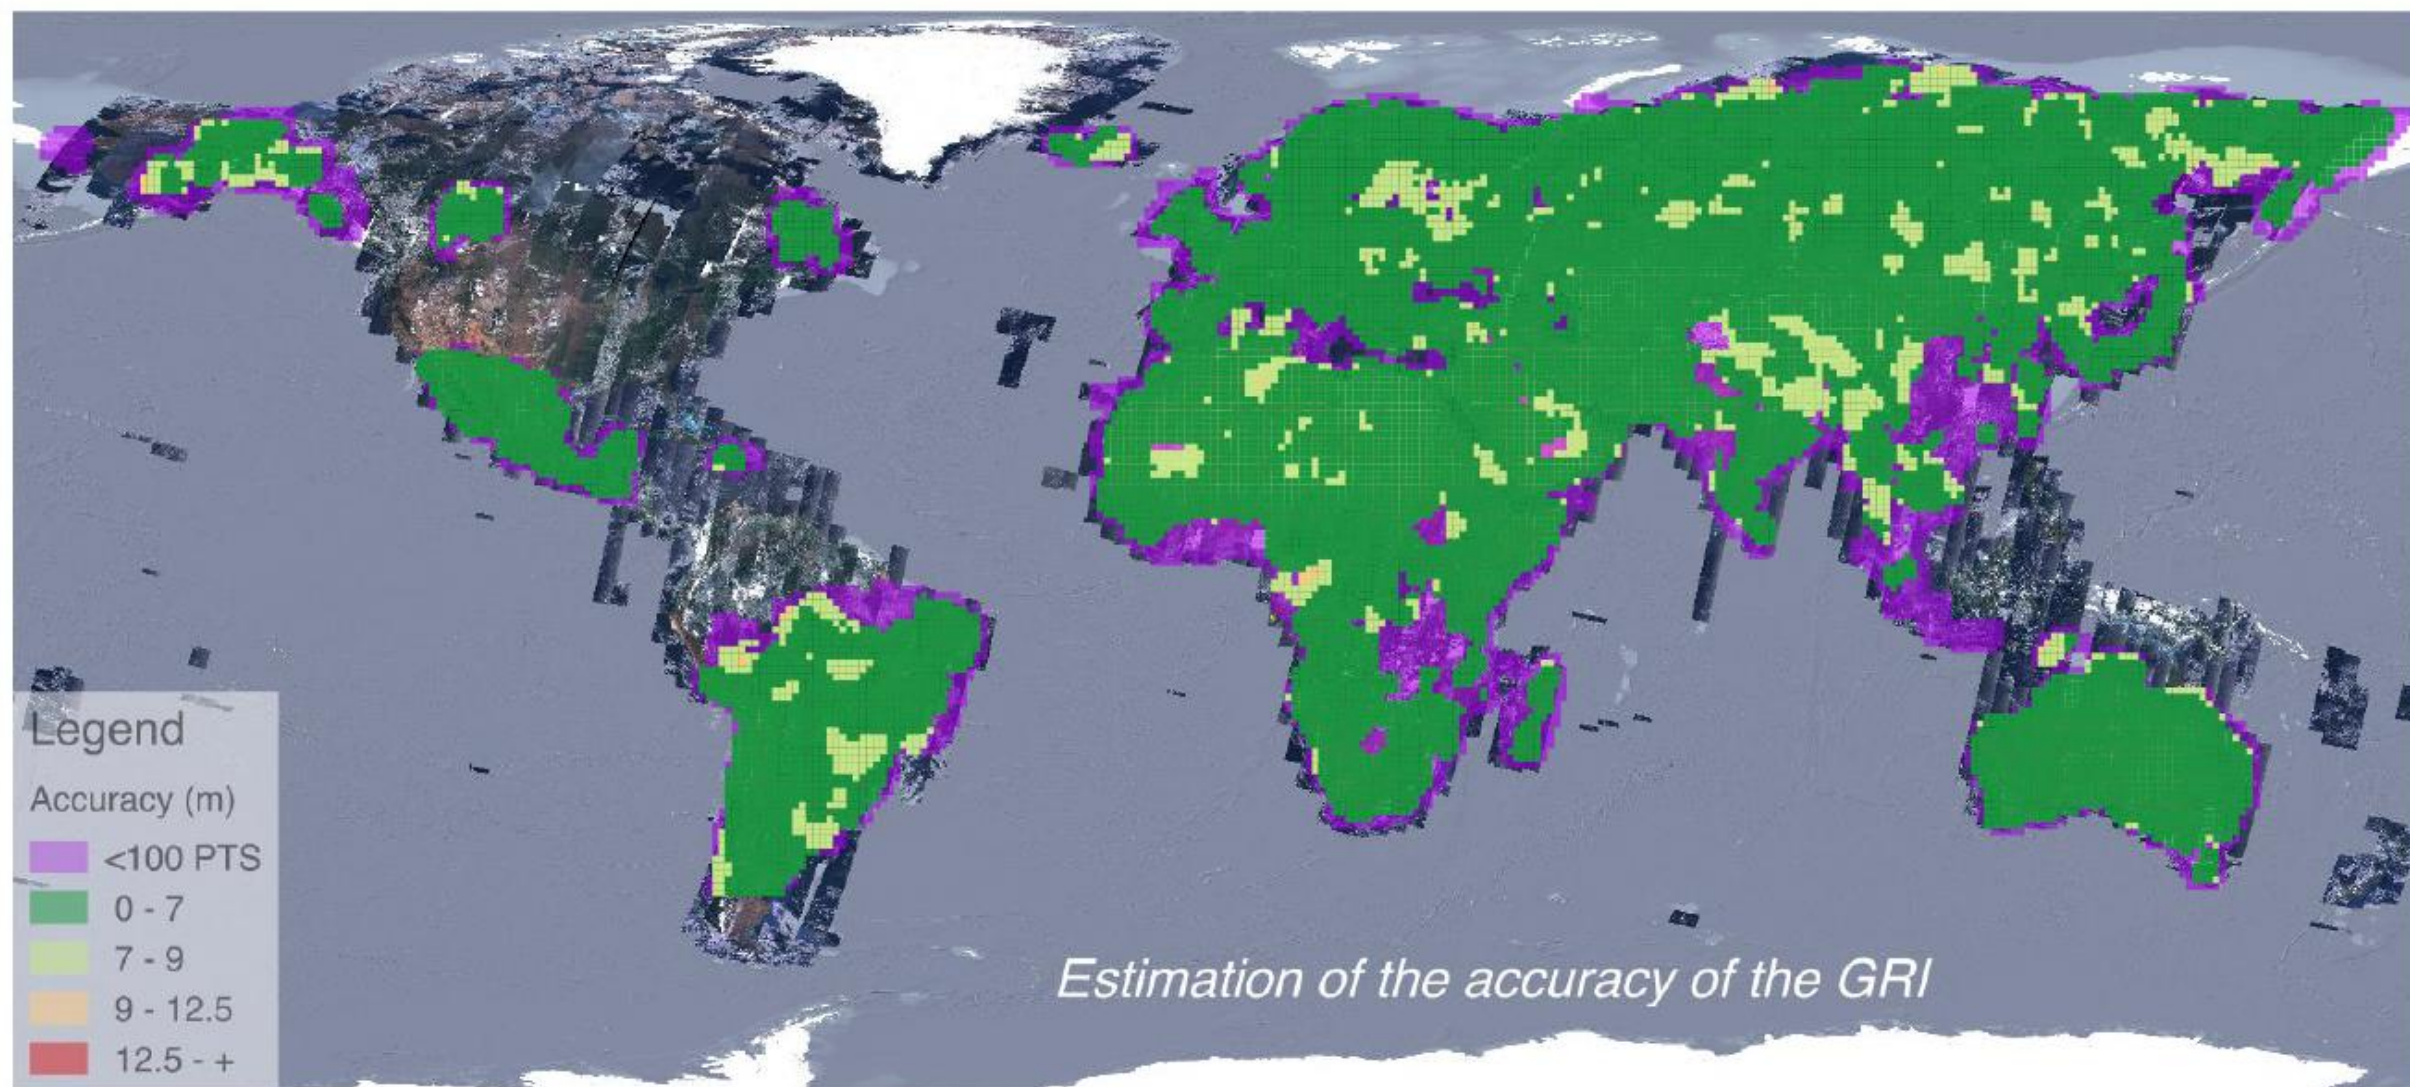 Legend
Accuracy (m)
<100 PTS
0 - 7
7 - 9
9 - 12.5
12.5 - +
Estimation of the accuracy of the GRI